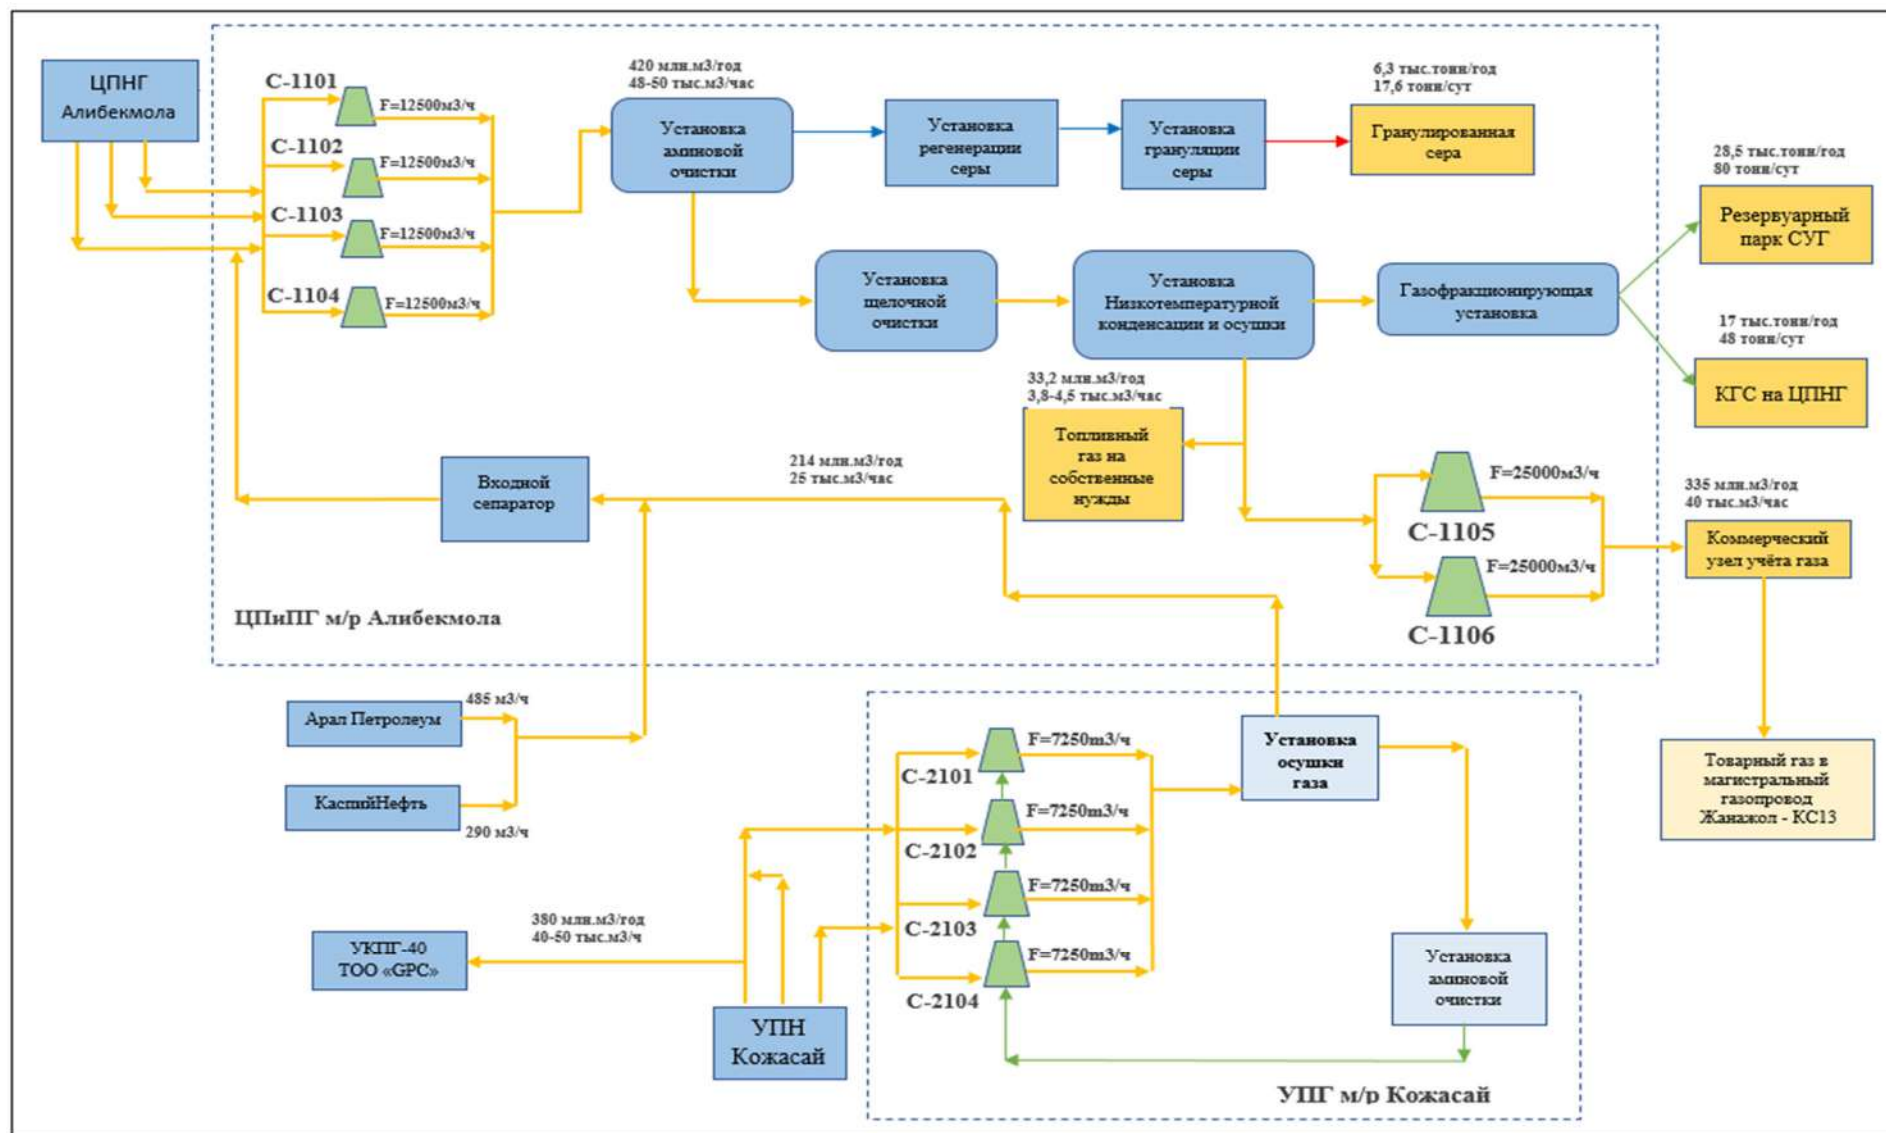 ЦПНГ
Алибекмола
С-1101
F=12500м3/ч
С-1102
F=12500м3/ч
С-1103
F=12500м3/ч
С-1104
F=12500м3/ч
420 млн.м3/год
48-50 тыс.м3/час
Установка
аминовой
очистки
Установка
регенерации
серы
Установка
грануляции
серы
6,3 тыс.тонн/год
17,6 тонн/сут
Гранулированная
сера
28,5 тыс.тонн/год
80 тонн/сут
Резервуарный
парк СУГ
Установка
щелочной
очистки
Установка
Низкотемпературной
конденсации и осушки
Газофракционирующая
установка
17 тыс.тонн/год
48 тонн/сут
КГС на ЦПНГ
33,2 млн.м3/год
3,8-4,5 тыс.м3/час
Топливный
газ на
собственные
нужды
Входной
сепаратор
214 млн.м3/год
25 тыс.м3/час
F=25000м3/ч
С-1105
F=25000м3/ч
С-1106
335 млн.м3/год
40 тыс.м3/час
Коммерческий
узел учёта газа
ЦПиПГ м/р Алибекмола
Арал Петролеум
485 м3/ч
КаспийНефть
290 м3/ч
Товарный газ в
магистральный
газопровод
Жанажол - КС13
С-2101
F=7250m3/ч
С-2102
F=7250m3/ч
С-2103
F=7250m3/ч
С-2104
F=7250m3/ч
Установка
осушки
газа
Установка
аминовой
очистки
380 млн.м3/год
40-50 тыс.м3/ч
УКПГ-40
ТОО «GPC»
УПН
Кожасай
УПГ м/р Кожасай